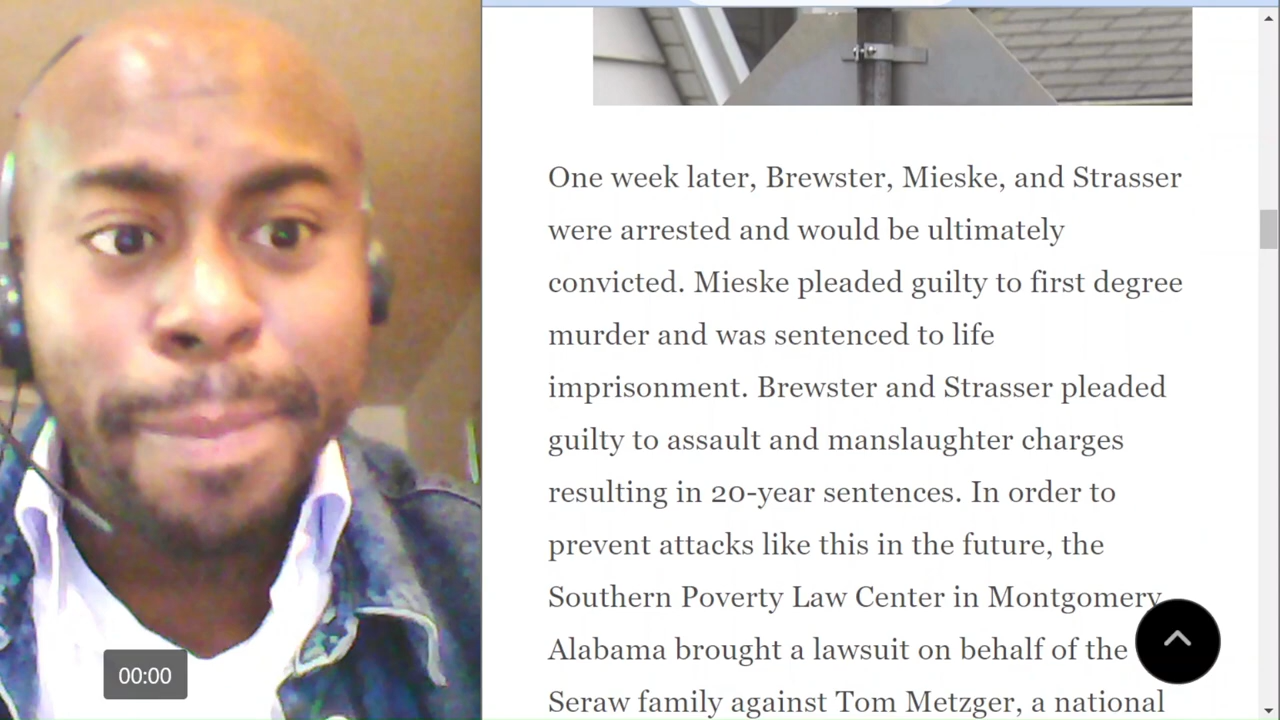 One week later, Brewster, Mieske, and Strasser
were arrested and would be ultimately
convicted. Mieske pleaded guilty to first degree
murder and was sentenced to life
imprisonment. Brewster and Strasser pleaded
guilty to assault and manslaughter charges
resulting in 20-year sentences. In order to
prevent attacks like this in the future, the
Southern Poverty Law Center in Montgomery
Alabama brought a lawsuit on behalf of the
Seraw family against Tom Metzger, a national
00:00